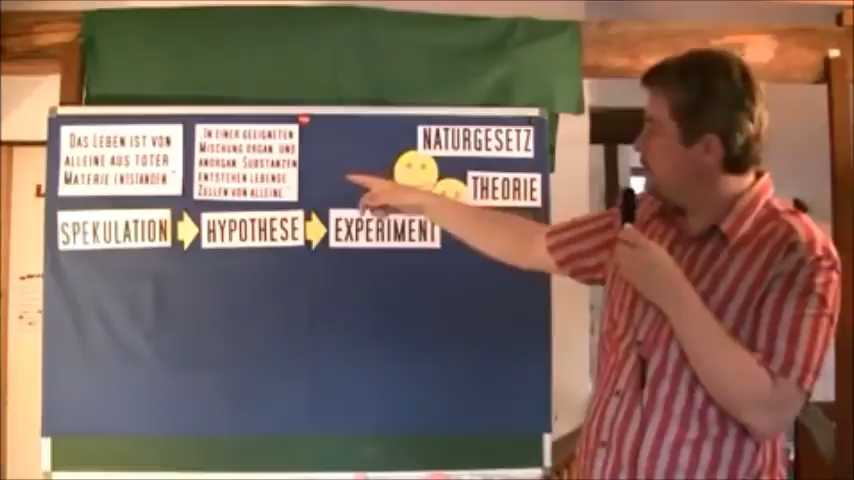 DAS LEBEN IST VON
ALLEINE AUS TOTER
MATERIE ENTSTANDEN"
„IN EINER GEEIGNETEN
MISCHUNG ORGAN. UND
ANORGAN. SUBSTANZEN
ENTSTEHEN LEBENDE
ZELLEN VON ALLEINE"
NATURGESETZ
THEORIE
SPEKULATION
HYPOTHESE
EXPERIMENT